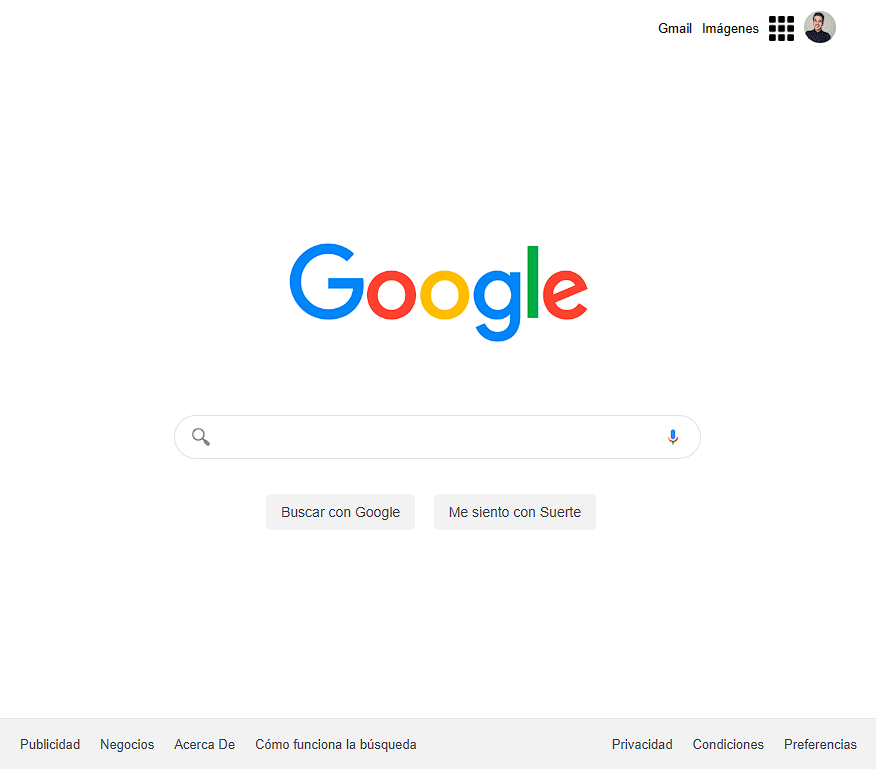 Gmail Imágenes
Google
Buscar con Google Me siento con Suerte
Publicidad Negocios Acerca De Cómo funciona la búsqueda Privacidad Condiciones Preferencias